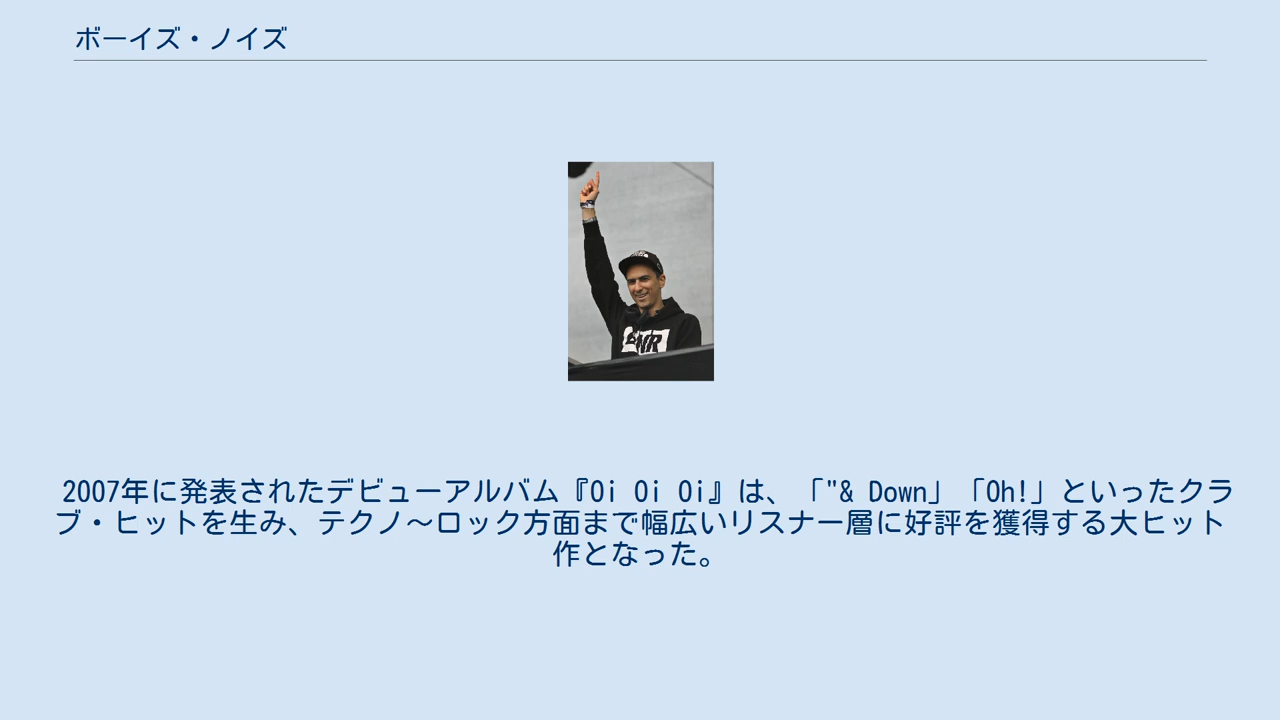 ボーイズ・ノイズ
2007年に発表されたデビューアルバム『Oi Oi Oi』は、「"& Down」「Oh!」といったクラ
ブ・ヒットを生み、テクノ～ロック方面まで幅広いリスナー層に好評を獲得する大ヒット
作となった。